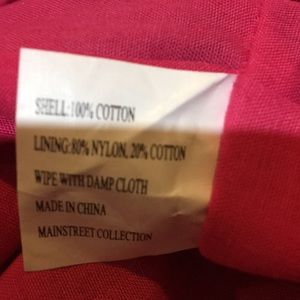 SHELL:100% COTTON
LINING:80% NYLON, 20% COTTON
WIPE WITH DAMP CLOTH
MADE IN CHINA
MAINSTREET COLLECTION